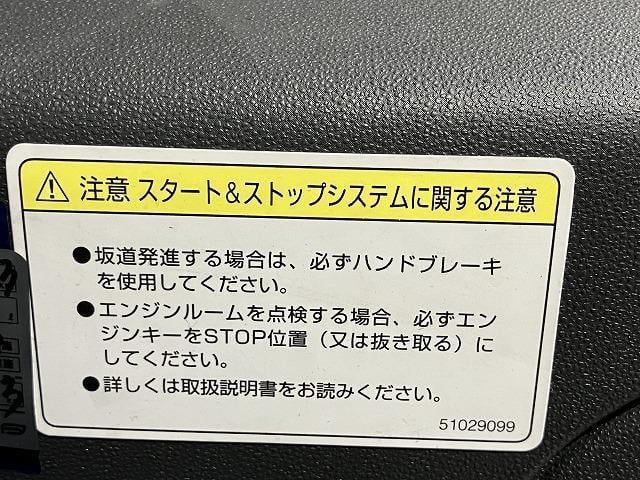 注意 スタート&ストップシステムに関する注意
●坂道発進する場合は、必ずハンドブレーキ
を使用してください。
●エンジンルームを点検する場合、必ずエン
ジンキーをSTOP位置（又は抜き取る）に
してください。
●詳しくは取扱説明書をお読みください。
51029099